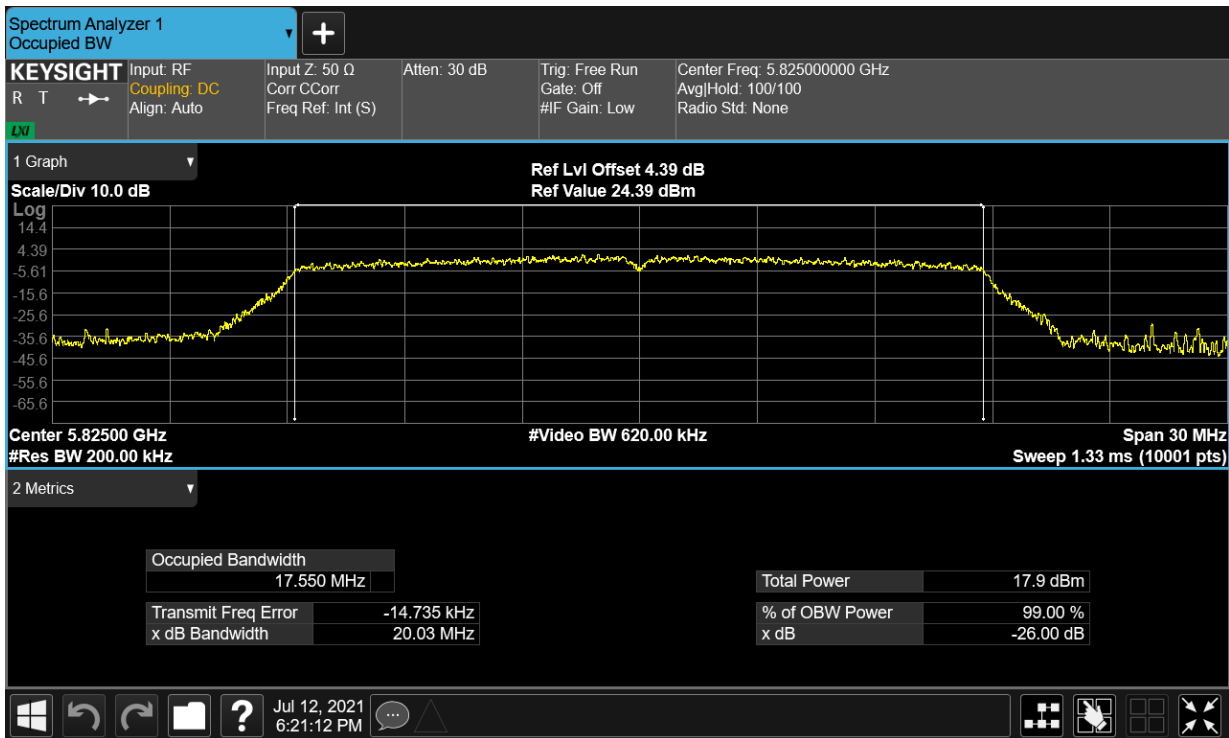 Spectrum Analyzer 1
Occupied BW
KEYSIGHT
R T
LXI
Input: RF
Coupling: DC
Align: Auto
Input Z: 50 Ω
Corr CCorr
Freq Ref: Int (S)
Atten: 30 dB
Trig: Free Run
Gate: Off
#IF Gain: Low
Center Freq: 5.825000000 GHz
Avg|Hold: 100/100
Radio Std: None
1 Graph
Scale/Div 10.0 dB
Ref Lvl Offset 4.39 dB
Ref Value 24.39 dBm
Log
14.4
4.39
-5.61
-15.6
-25.6
-35.6
-45.6
-55.6
-65.6
Center 5.82500 GHz
#Res BW 200.00 kHz
#Video BW 620.00 kHz
Span 30 MHz
Sweep 1.33 ms (10001 pts)
2 Metrics
Occupied Bandwidth
17.550 MHz
Transmit Freq Error -14.735 kHz
x dB Bandwidth 20.03 MHz
Total Power 17.9 dBm
% of OBW Power 99.00 %
x dB -26.00 dB
?
Jul 12, 2021
6:21:12 PM